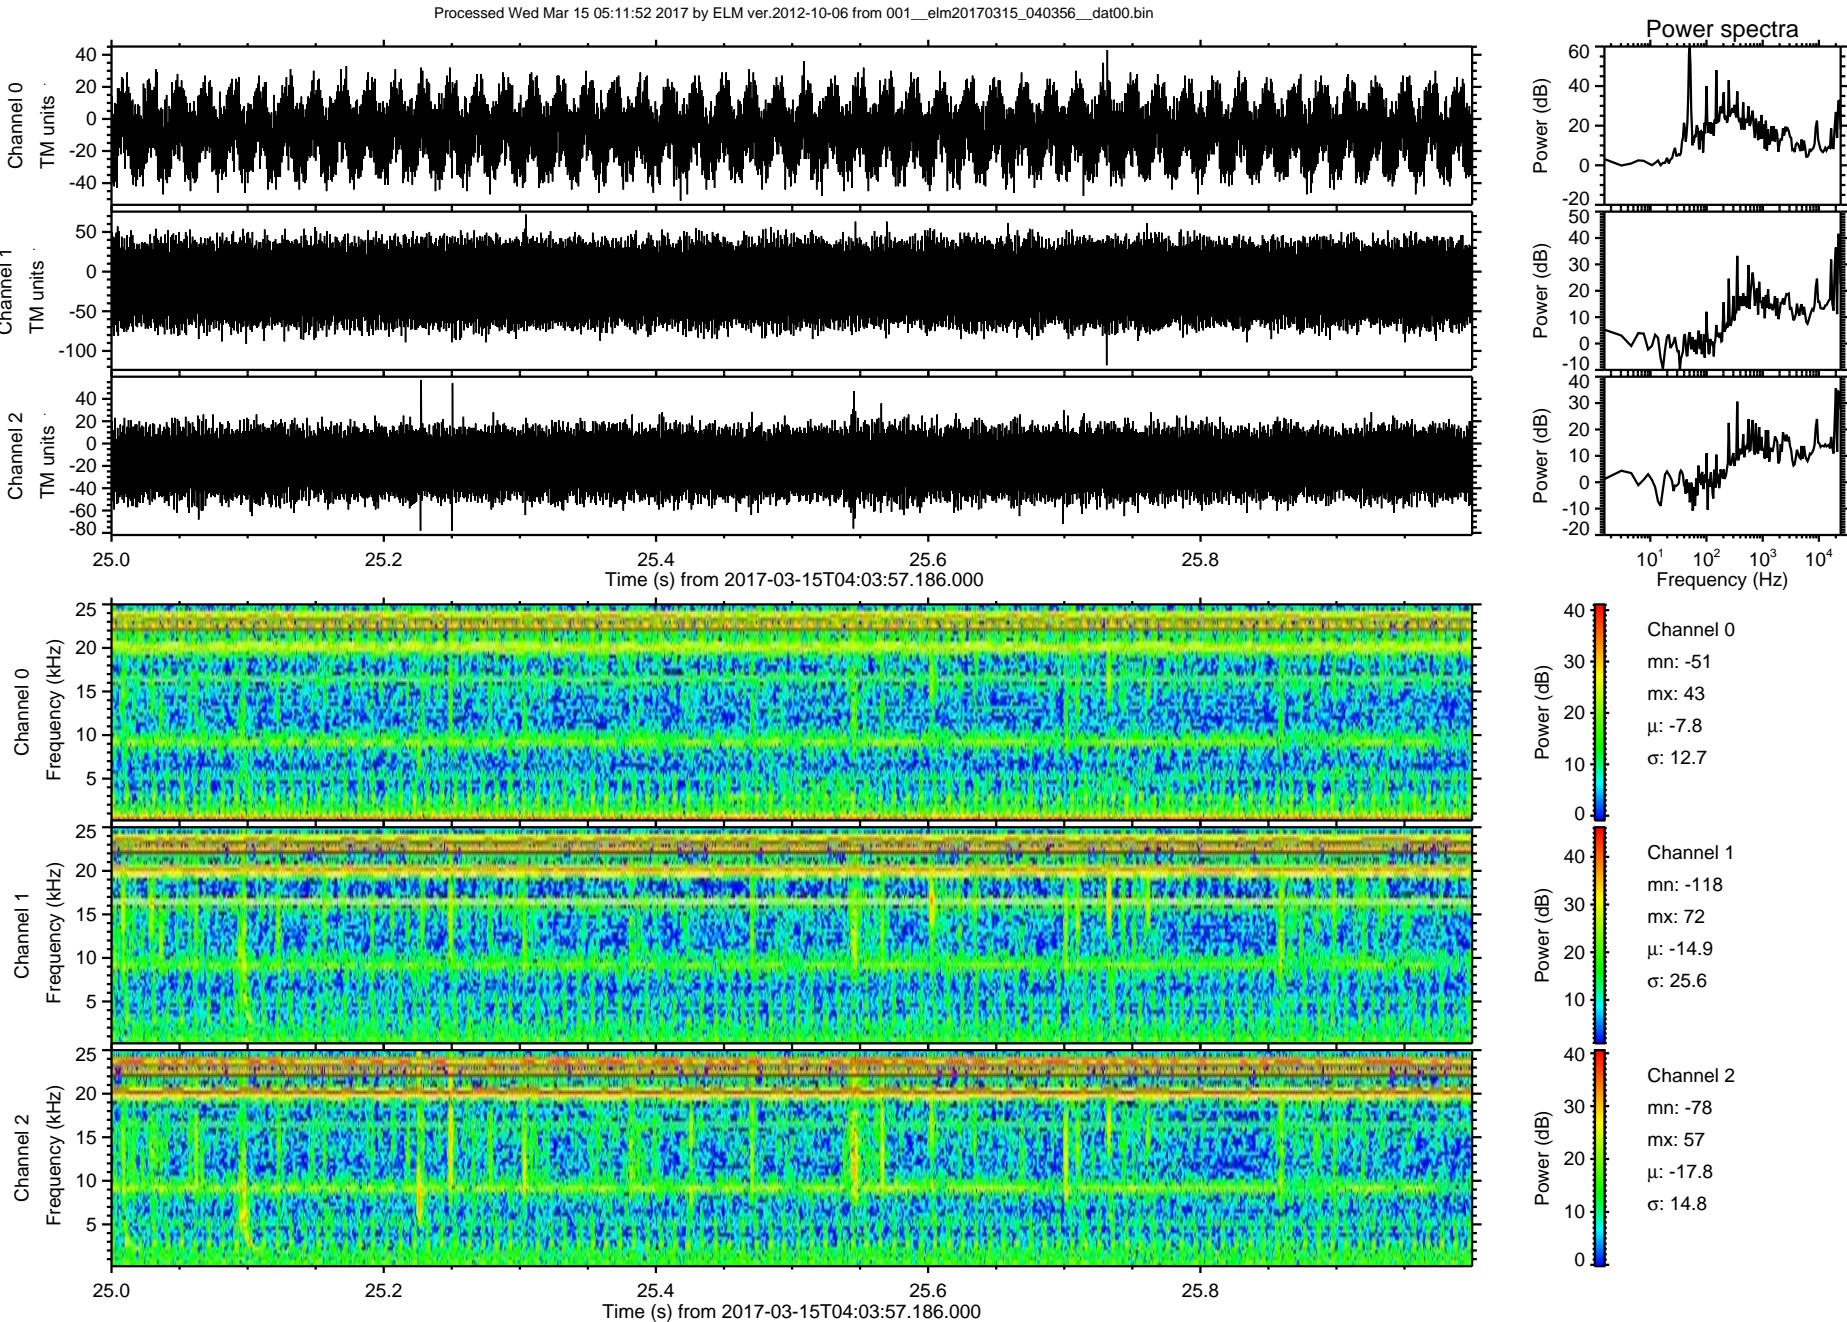 Processed Wed Mar 15 05:11:52 2017 by ELM ver.2012-10-06 from 001__elm20170315_040356__dat00.bin
Power spectra
Channel 0
TM units
40
20
0
-20
-40
Power (dB)
60
40
20
0
-20
Channel 1
TM units
50
0
-50
-100
Power (dB)
50
40
30
20
10
0
-10
Channel 2
TM units
40
20
0
-20
-40
-60
-80
Power (dB)
40
30
20
10
0
-10
-20
25.0 25.2 25.4 25.6 25.8
Time (s) from 2017-03-15T04:03:57.186.000
10¹ 10² 10³ 10⁴
Frequency (Hz)
Channel 0
Frequency (kHz)
25
20
15
10
5
Power (dB)
40
30
20
10
0
Channel 0
mn: -51
mx: 43
μ: -7.8
σ: 12.7
Channel 1
Frequency (kHz)
25
20
15
10
5
Power (dB)
40
30
20
10
Channel 1
mn: -118
mx: 72
μ: -14.9
σ: 25.6
Channel 2
Frequency (kHz)
25
20
15
10
5
Power (dB)
40
30
20
10
0
Channel 2
mn: -78
mx: 57
μ: -17.8
σ: 14.8
25.0 25.2 25.4 25.6 25.8
Time (s) from 2017-03-15T04:03:57.186.000